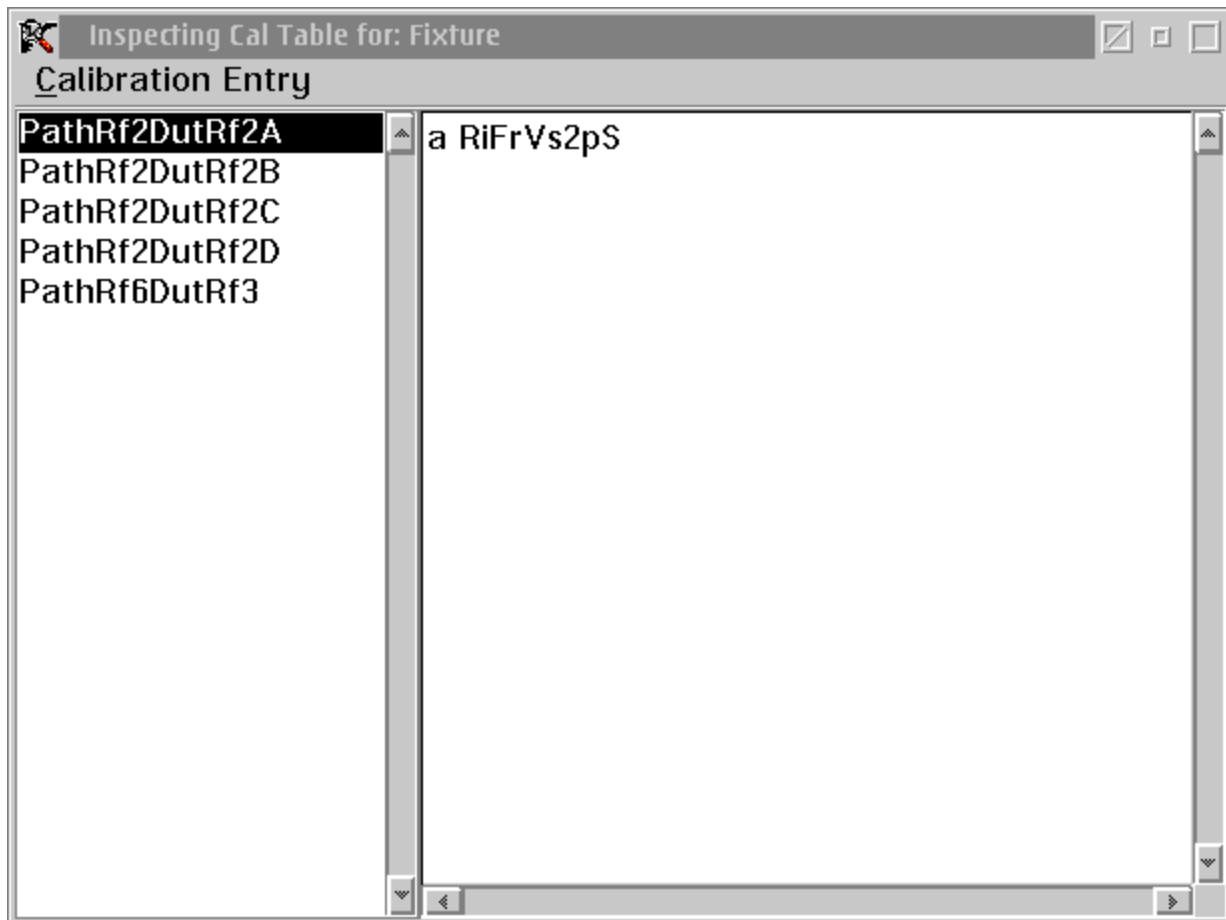 Inspecting Cal Table for: Fixture
Calibration Entry
PathRf2DutRf2A
PathRf2DutRf2B
PathRf2DutRf2C
PathRf2DutRf2D
PathRf6DutRf3
a RiFrVs2pS